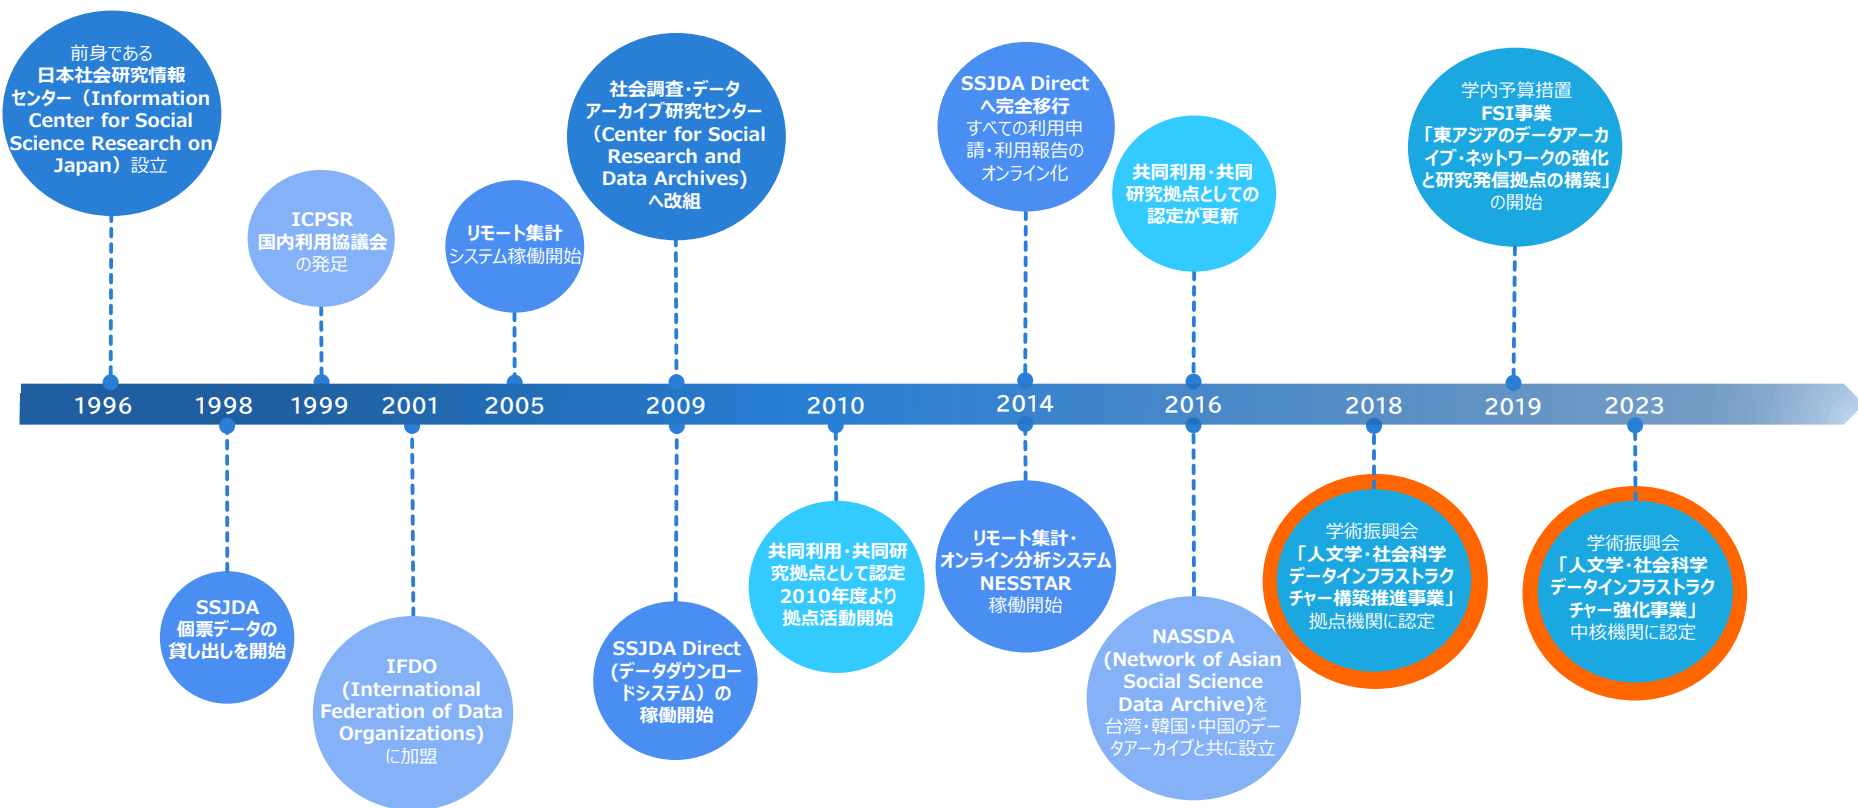 前身である
日本社会研究情報
センター（Information
Center for Social
Science Research on
Japan）設立
ICPSR
国内利用協議会
の発足
リモート集計
システム稼働開始
社会調査・データ
アーカイブ研究センター
（Center for Social
Research and
Data Archives)
へ改組
SSJDA Direct
へ完全移行
すべての利用申
請・利用報告の
オンライン化
共同利用・共同
研究拠点としての
認定が更新
学内予算措置
FSI事業
「東アジアのデータアーカ
イブ・ネットワークの強化
と研究発信拠点の構築」
の開始
1996
1998
1999
2001
2005
2009
2010
2014
2016
2018
2019
2023
SSJDA
個票データの
貸し出しを開始
IFDO
(International
Federation of Data
Organizations)
に加盟
SSJDA Direct
(データダウンロー
ドシステム）の
稼働開始
共同利用・共同研
究拠点として認定
2010年度より
拠点活動開始
リモート集計・
オンライン分析システム
NESSTAR
稼働開始
NASSDA
(Network of Asian
Social Science
Data Archive)を
台湾・韓国・中国のデー
タアーカイブと共に設立
学術振興会
「人文学・社会科学
データインフラストラク
チャー構築推進事業」
拠点機関に認定
学術振興会
「人文学・社会科学
データインフラストラク
チャー強化事業」
中核機関に認定